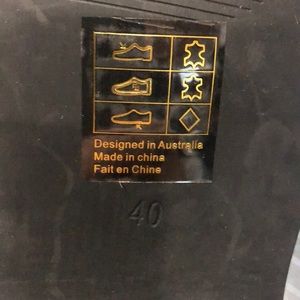 Designed in Australia
Made in china
Fait en Chine
40